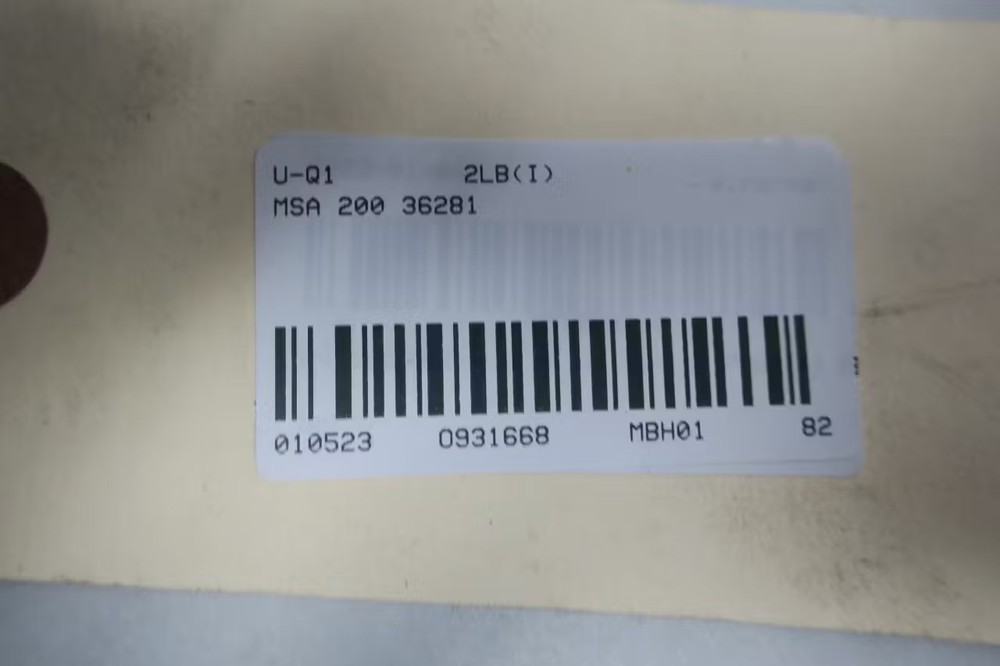 U-Q1 2LB(I)
MSA 200 36281
010523 0931668 MBH01 82